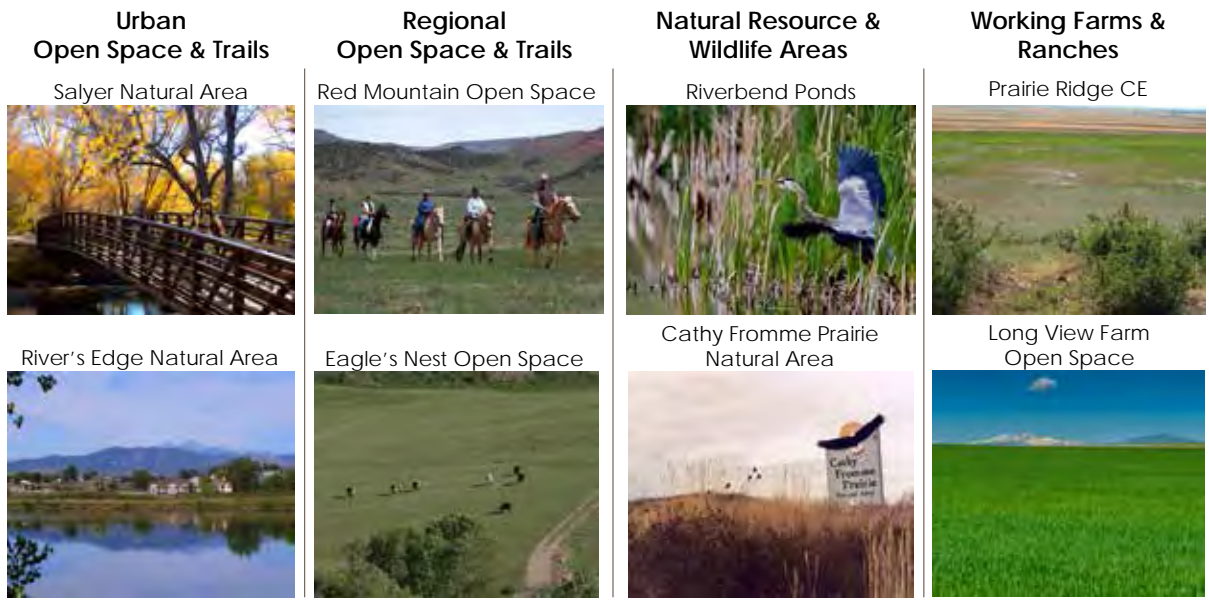 Urban
Open Space & Trails
Salyer Natural Area
River's Edge Natural Area
Regional
Open Space & Trails
Red Mountain Open Space
Eagle's Nest Open Space
Natural Resource &
Wildlife Areas
Riverbend Ponds
Cathy Fromme Prairie
Natural Area
Cathy
Fromme
Prairie
Working Farms &
Ranches
Prairie Ridge CE
Long View Farm
Open Space